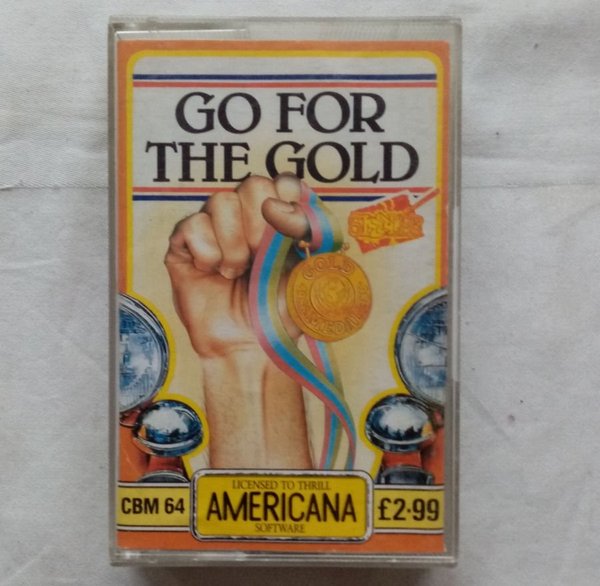 GO FOR
THE GOLD
GOLD
CBM 64
LICENSED TO THRILL
AMERICANA
SOFTWARE
£2·99